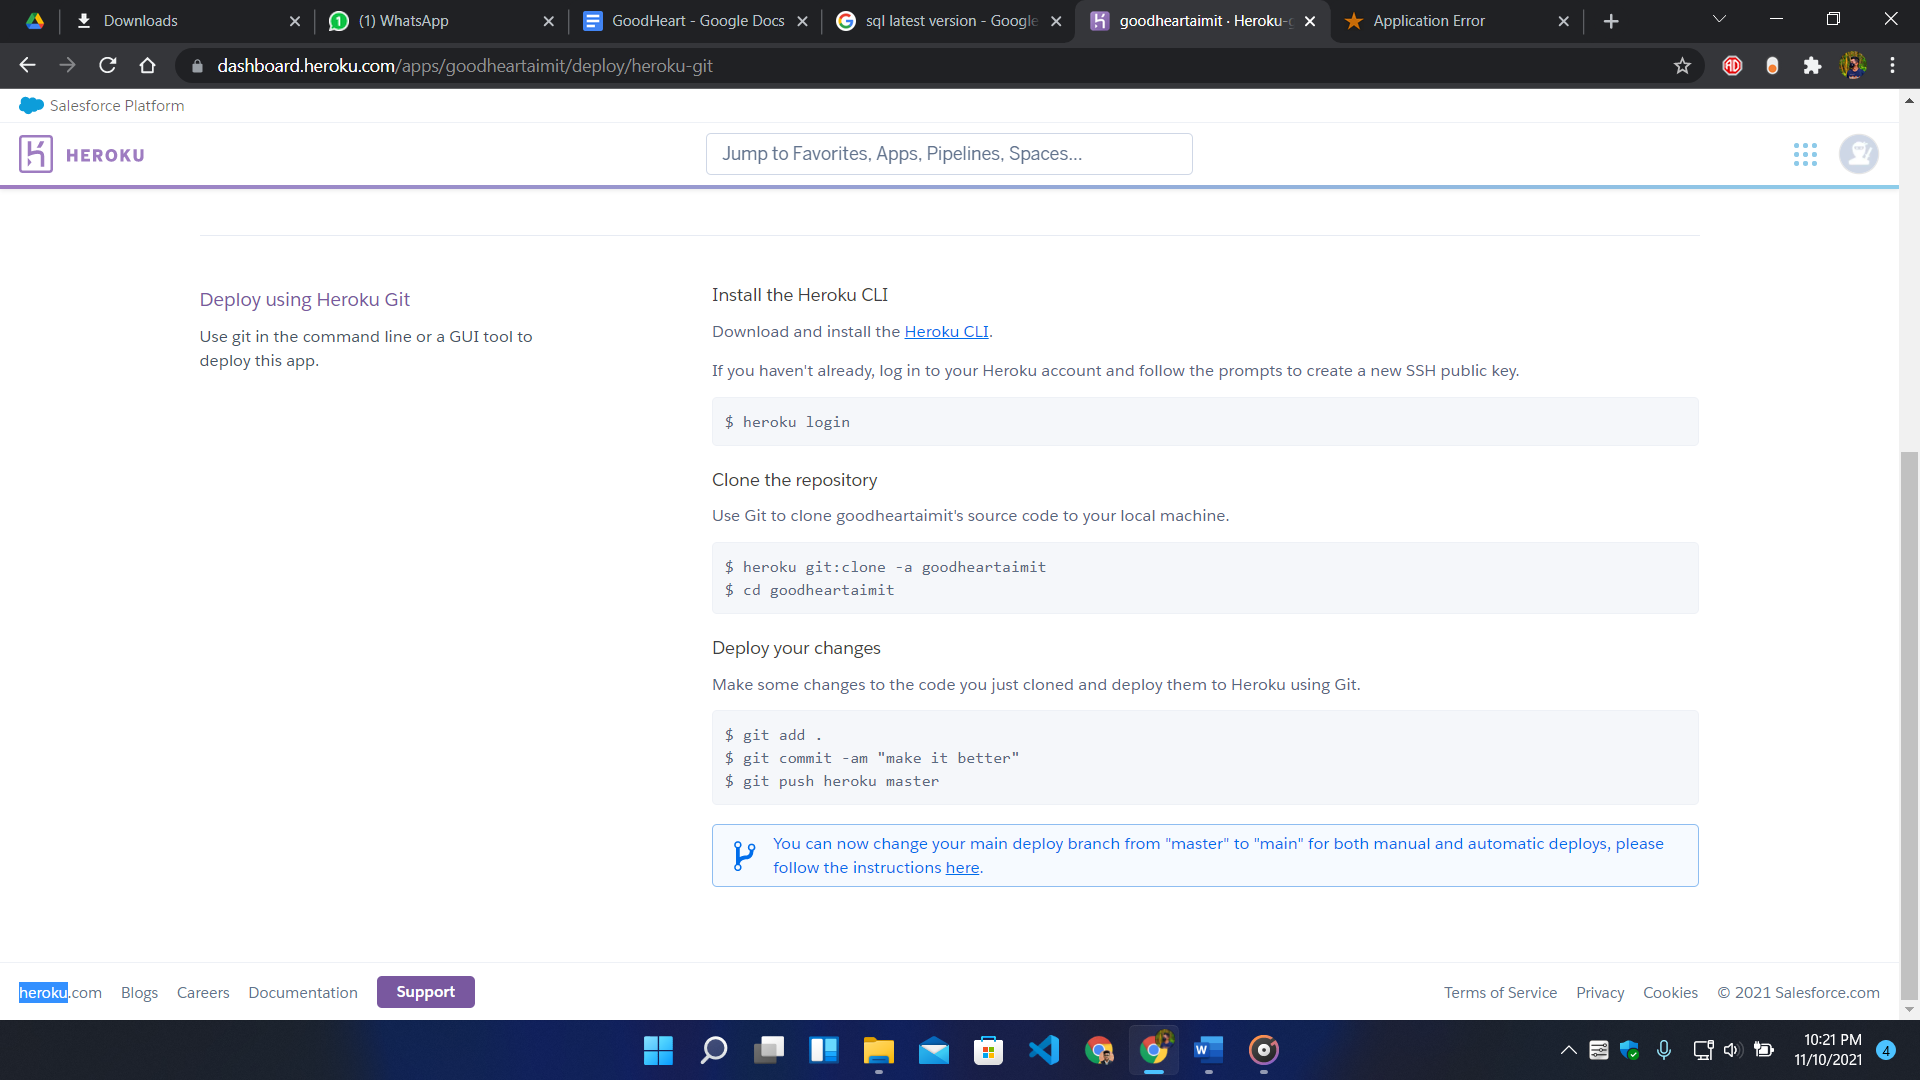 Downloads
(1) WhatsApp
GoodHeart - Google Docs
sql latest version - Google
goodheartaimit · Heroku-
Application Error
dashboard.heroku.com/apps/goodheartaimit/deploy/heroku-git
Salesforce Platform
HEROKU
Jump to Favorites, Apps, Pipelines, Spaces...
Deploy using Heroku Git
Use git in the command line or a GUI tool to
deploy this app.
Install the Heroku CLI
Download and install the Heroku CLI.
If you haven't already, log in to your Heroku account and follow the prompts to create a new SSH public key.
$ heroku login
Clone the repository
Use Git to clone goodheartaimit's source code to your local machine.
$ heroku git:clone -a goodheartaimit
$ cd goodheartaimit
Deploy your changes
Make some changes to the code you just cloned and deploy them to Heroku using Git.
$ git add .
$ git commit -am "make it better"
$ git push heroku master
You can now change your main deploy branch from "master" to "main" for both manual and automatic deploys, please
follow the instructions here.
heroku.com Blogs Careers Documentation Support
Terms of Service Privacy Cookies © 2021 Salesforce.com
10:21 PM
11/10/2021
4